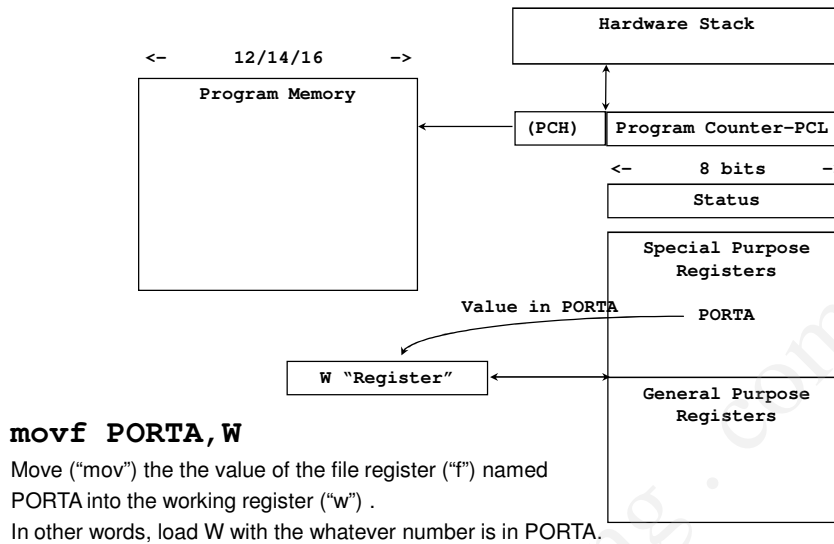 Hardware Stack
<- 12/14/16 ->
Program Memory
(PCH) Program Counter-PCL
<- 8 bits -
Status
Special Purpose
Registers
Value in PORTA
PORTA
W “Register”
General Purpose
Registers
movf PORTA,W
Move (“mov”) the the value of the file register (“f”) named
PORTA into the working register (“w”) .
In other words, load W with the whatever number is in PORTA.
ng . com